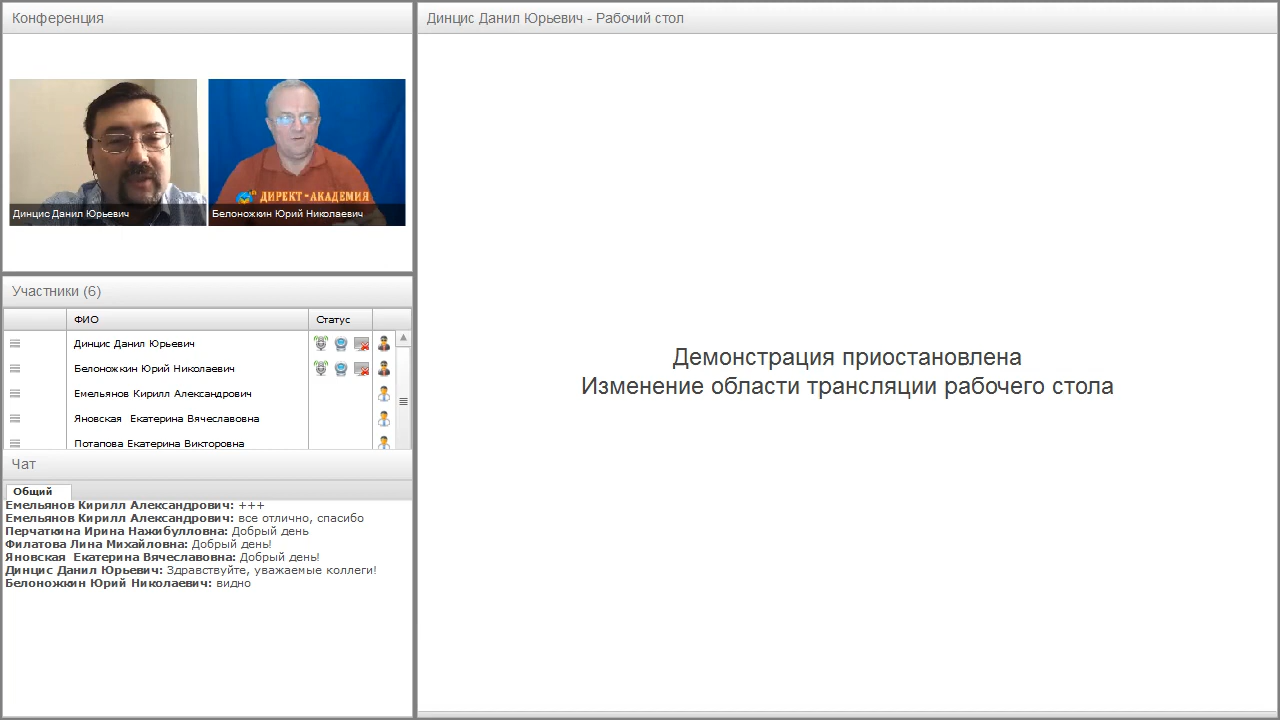 Конференция
Динцис Данил Юрьевич - Рабочий стол
ДИРЕКТ-АКАДЕМИЯ
Динцис Данил Юрьевич
Белоножкин Юрий Николаевич
Участники (6)
ФИО
Статус
Динцис Данил Юрьевич
Белоножкин Юрий Николаевич
Емельянов Кирилл Александрович
Яновская Екатерина Вячеславовна
Потапова Екатерина Викторовна
Чат
Общий
Емельянов Кирилл Александрович: +++
Емельянов Кирилл Александрович: все отлично, спасибо
Перчаткина Ирина Нажибулловна: Добрый день
Филатова Лина Михайловна: Добрый день!
Яновская Екатерина Вячеславовна: Добрый день!
Динцис Данил Юрьевич: Здравствуйте, уважаемые коллеги!
Белоножкин Юрий Николаевич: видно
Демонстрация приостановлена
Изменение области трансляции рабочего стола